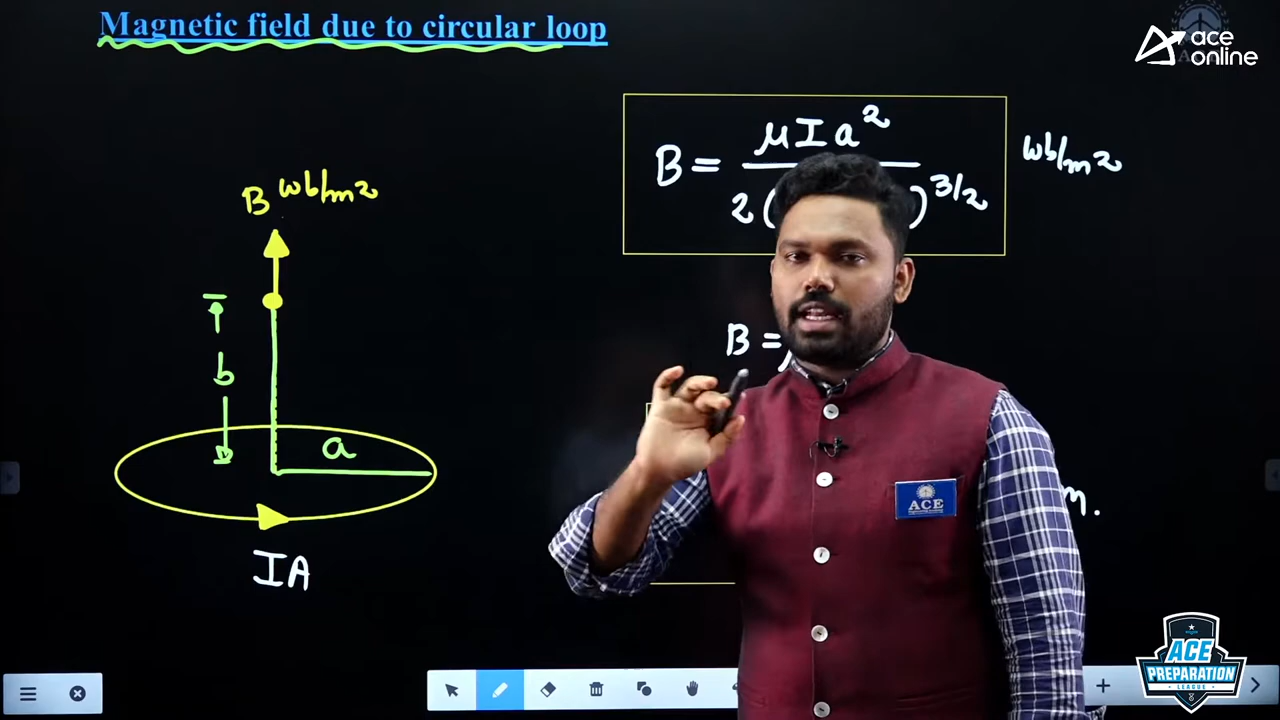 Magnetic field due to circular loop
ace
online
B = μIa²
2( )^3/2
wb/m2
B wb/m2
b
a
IA
B =
m.
ACE
ACE
PREPARATION
LEAGUE